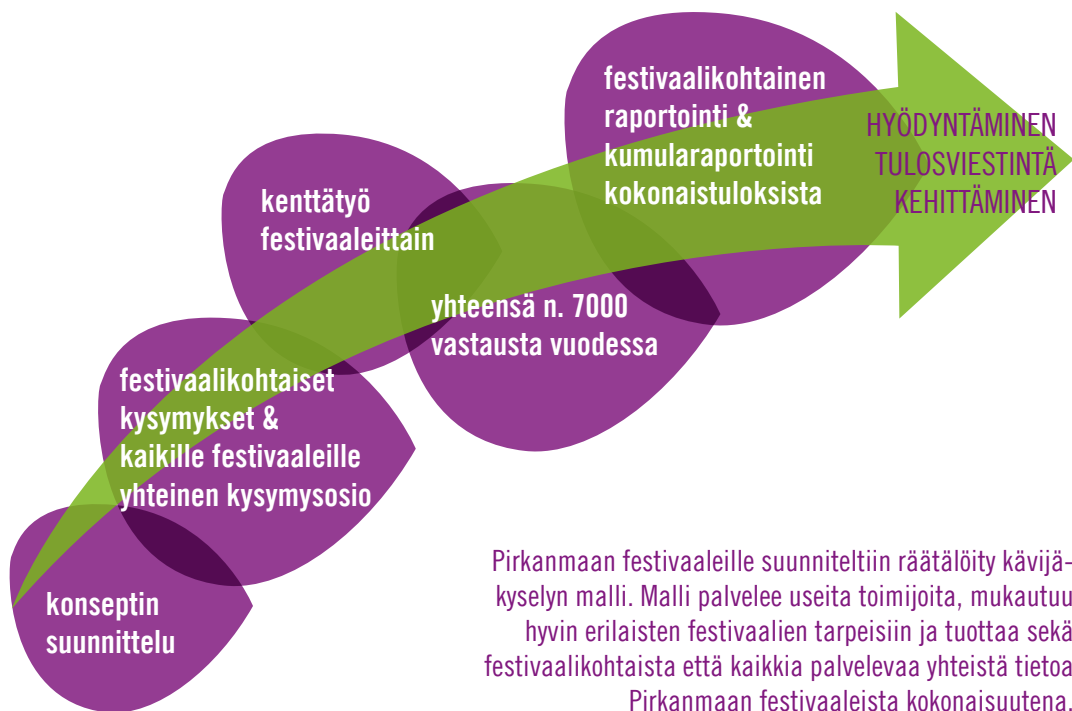 konseptin
suunnittelu
festivaalikohtaiset
kysymykset &
kaikille festivaaleille
yhteinen kysymysosio
kenttätyö
festivaaleittain
yhteensä n. 7000
vastausta vuodessa
festivaalikohtainen
raportointi &
kumularaportointi
kokonaistuloksista
HYÖDYNTÄMINEN
TULOSVIESTINTÄ
KEHITTÄMINEN
Pirkanmaan festivaaleille suunniteltiin räätälöity kävijä-
kyselyn malli. Malli palvelee useita toimijoita, mukautuu
hyvin erilaisten festivaalien tarpeisiin ja tuottaa sekä
festivaalikohtaista että kaikkia palvelevaa yhteistä tietoa
Pirkanmaan festivaaleista kokonaisuutena.